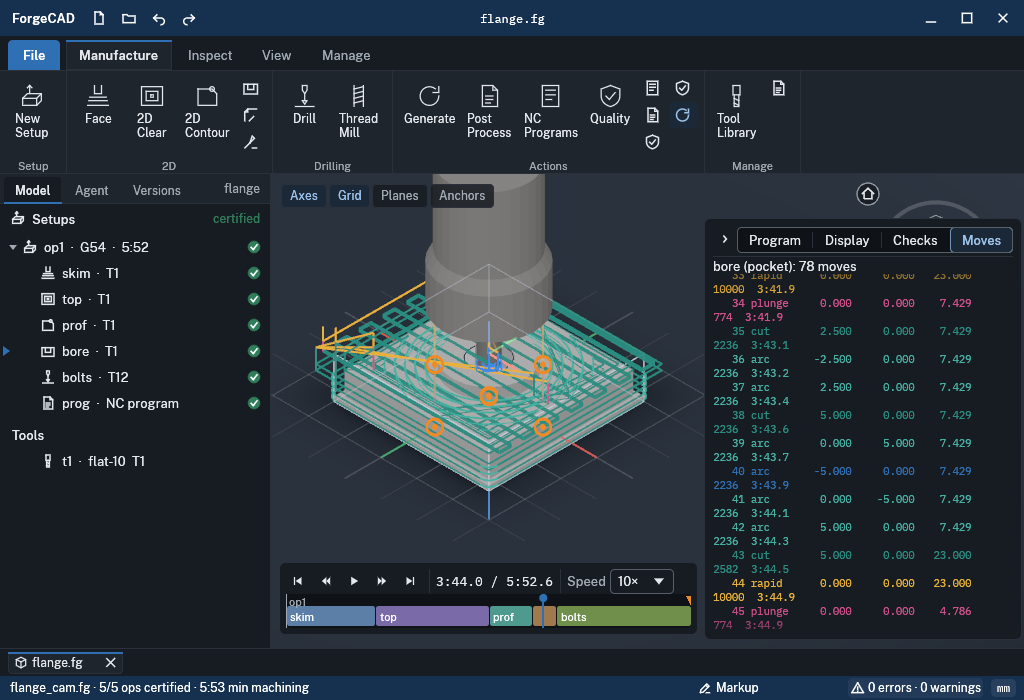 ForgeCAD
flange.fg
File
Manufacture
Inspect
View
Manage
New Setup
Face
2D Clear
2D Contour
Drill
Thread Mill
Generate
Post Process
NC Programs
Quality
Tool Library
Setup
2D
Drilling
Actions
Manage
Model
Agent
Versions
flange
Setups
certified
op1 · G54 · 5:52
skim · T1
top · T1
prof · T1
bore · T1
bolts · T12
prog · NC program
Tools
t1 · flat-10 T1
Axes
Grid
Planes
Anchors
Program
Display
Checks
Moves
bore (pocket): 78 moves
33 rapid 0.000 0.000 23.000
10000 3:41.9
34 plunge 0.000 0.000 7.429
774 3:41.9
35 cut 2.500 0.000 7.429
2236 3:43.1
36 arc -2.500 0.000 7.429
2236 3:43.2
37 arc 2.500 0.000 7.429
2236 3:43.4
38 cut 5.000 0.000 7.429
2236 3:43.6
39 arc 0.000 5.000 7.429
2236 3:43.7
40 arc -5.000 0.000 7.429
2236 3:43.9
41 arc 0.000 -5.000 7.429
2236 3:44.1
42 arc 5.000 0.000 7.429
2236 3:44.3
43 cut 5.000 0.000 23.000
2582 3:44.5
44 rapid 0.000 0.000 23.000
10000 3:44.9
45 plunge 0.000 0.000 4.786
774 3:44.9
3:44.0 / 5:52.6
Speed
10×
op1
skim
top
prof
bolts
flange.fg
flange_cam.fg · 5/5 ops certified · 5:53 min machining
Markup
0 errors · 0 warnings
mm